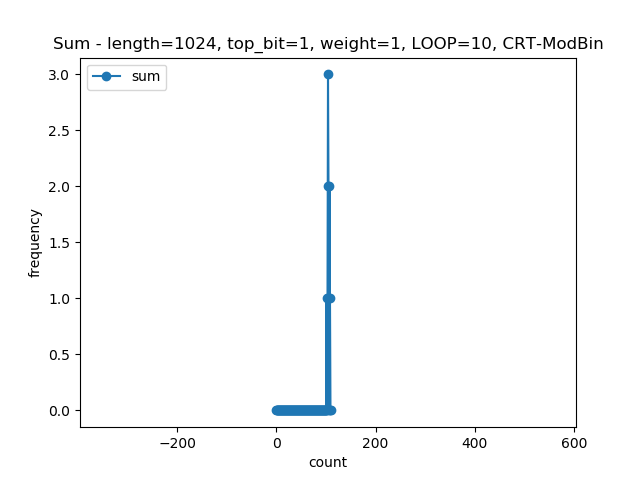 Sum - length=1024, top_bit=1, weight=1, LOOP=10, CRT-ModBin
sum
3.0
2.5
2.0
1.5
1.0
0.5
0.0
frequency
−200 0 200 400 600
count